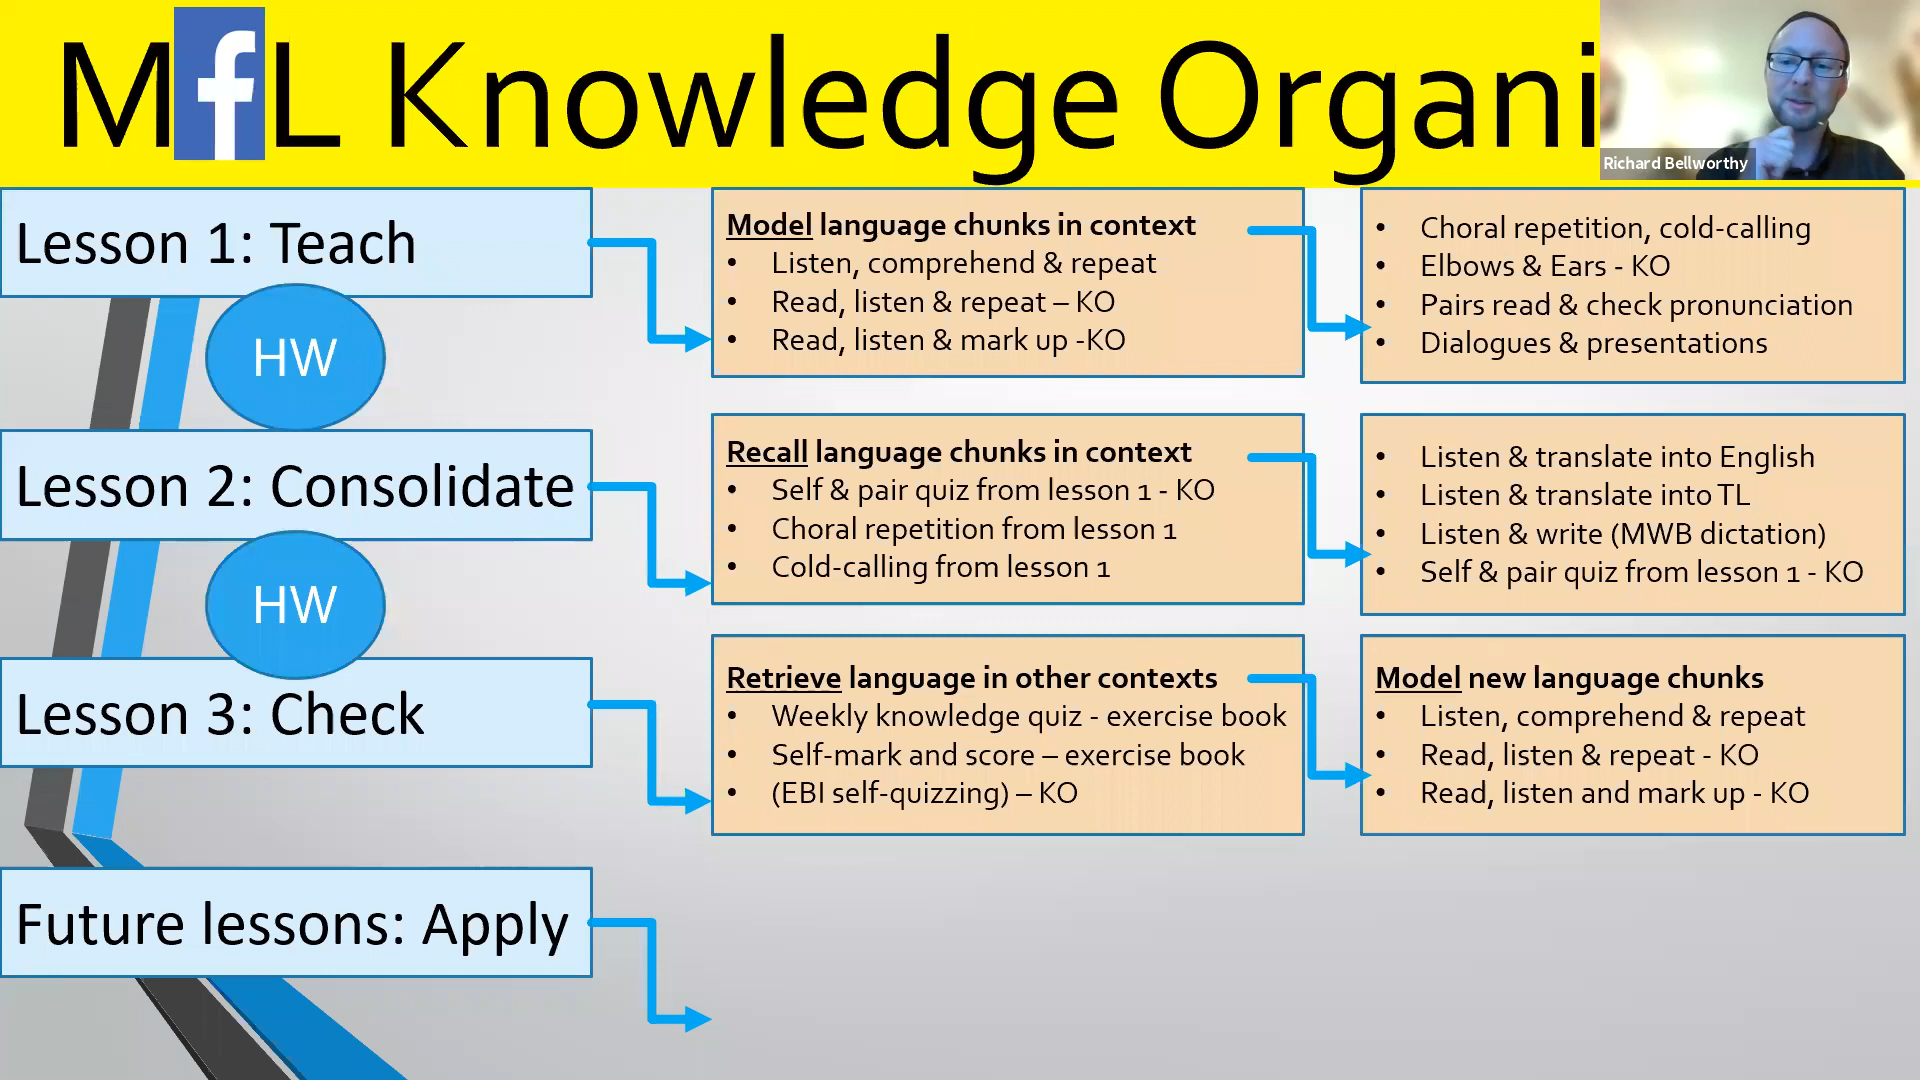 MfL Knowledge Organi
Richard Bellworthy
Lesson 1: Teach
Model language chunks in context
• Listen, comprehend & repeat
• Read, listen & repeat – KO
• Read, listen & mark up -KO
• Choral repetition, cold-calling
• Elbows & Ears - KO
• Pairs read & check pronunciation
• Dialogues & presentations
HW
Lesson 2: Consolidate
Recall language chunks in context
• Self & pair quiz from lesson 1 - KO
• Choral repetition from lesson 1
• Cold-calling from lesson 1
• Listen & translate into English
• Listen & translate into TL
• Listen & write (MWB dictation)
• Self & pair quiz from lesson 1 - KO
HW
Lesson 3: Check
Retrieve language in other contexts
• Weekly knowledge quiz - exercise book
• Self-mark and score – exercise book
• (EBI self-quizzing) – KO
Model new language chunks
• Listen, comprehend & repeat
• Read, listen & repeat - KO
• Read, listen and mark up - KO
Future lessons: Apply